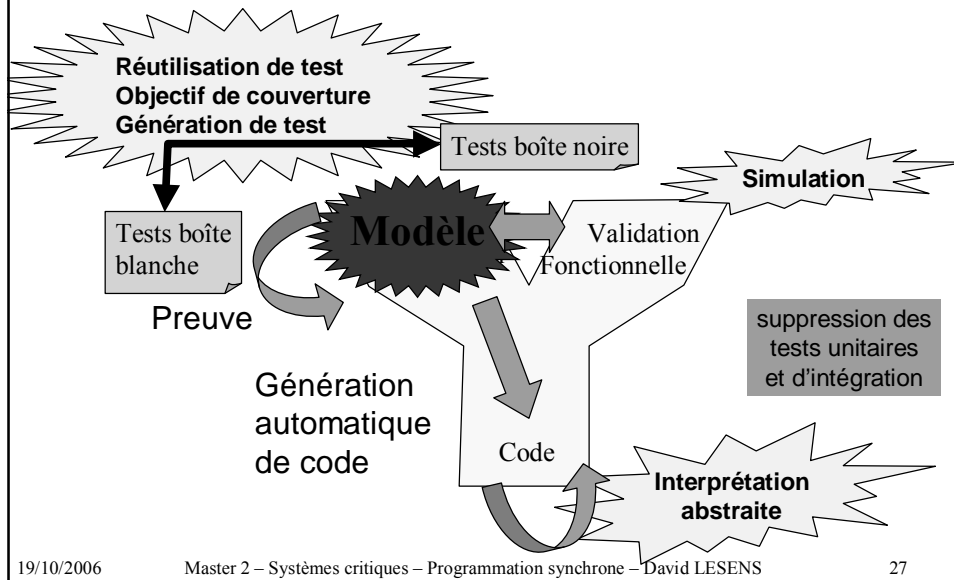 Réutilisation de test
Objectif de couverture
Génération de test
Tests boîte noire
Simulation
Tests boîte
blanche
Modèle
Validation
Fonctionnelle
Preuve
suppression des
tests unitaires
et d'intégration
Génération
automatique
de code
Code
Interprétation
abstraite
19/10/2006 Master 2 – Systèmes critiques – Programmation synchrone – David LESENS 27